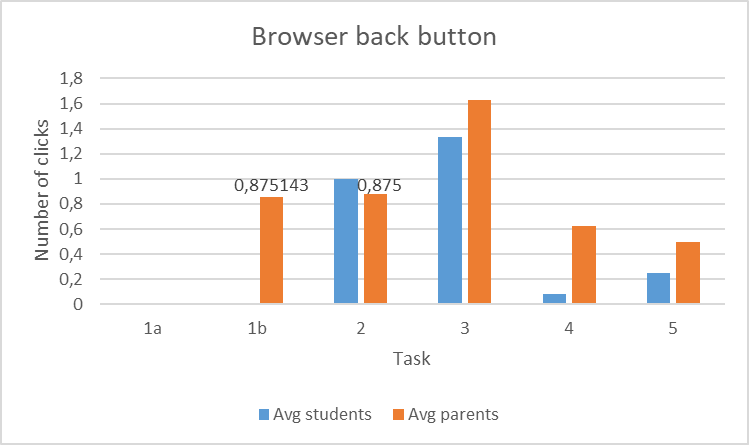 Browser back button
Number of clicks
1,8
1,6
1,4
1,2
1
0,8
0,6
0,4
0,2
0
0,875143
0,875
1a 1b 2 3 4 5
Task
Avg students Avg parents